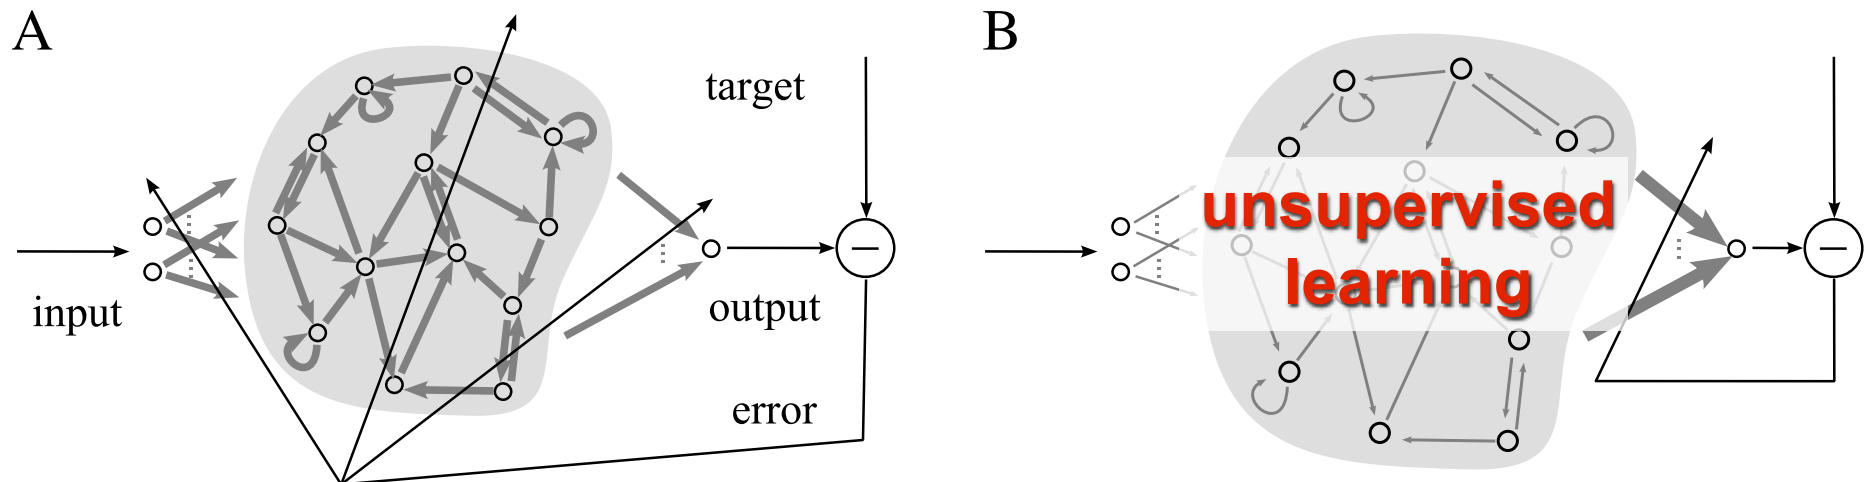 A
target
input
output
error
B
unsupervised
learning